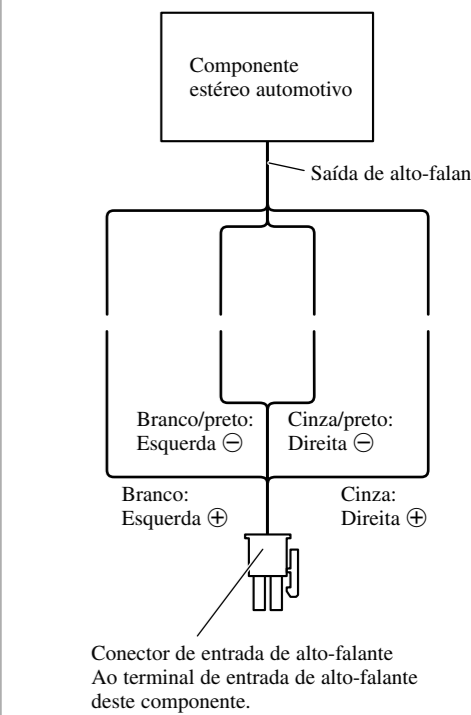 Componente
estéreo automotivo
Saída de alto-falan
Branco/preto:
Esquerda ⊖
Cinza/preto:
Direita ⊖
Branco:
Esquerda ⊕
Cinza:
Direita ⊕
Conector de entrada de alto-falante
Ao terminal de entrada de alto-falante
deste componente.